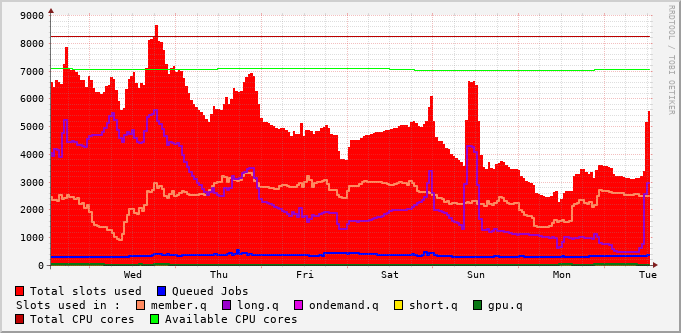 9000
8000
7000
6000
5000
4000
3000
2000
1000
0
Wed Thu Fri Sat Sun Mon Tue
RRDTOOL / TOBI OETIKER
Total slots used Queued Jobs
Slots used in : member.q long.q ondemand.q short.q gpu.q
Total CPU cores Available CPU cores